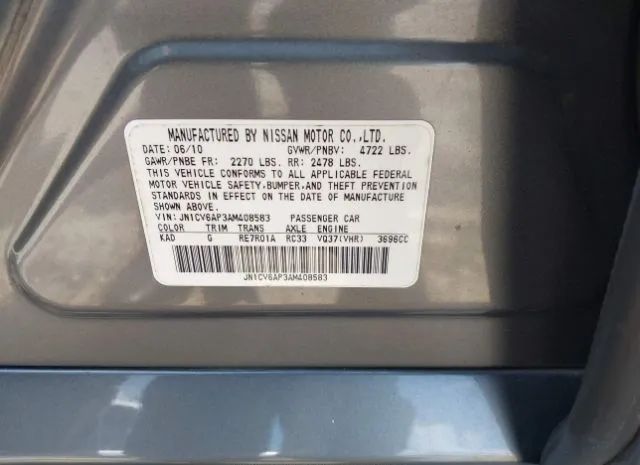 MANUFACTURED BY NISSAN MOTOR CO.,LTD.
DATE: 06/10 GVWR/PNBV: 4722 LBS.
GAWR/PNBE FR: 2270 LBS. RR: 2478 LBS.
THIS VEHICLE CONFORMS TO ALL APPLICABLE FEDERAL
MOTOR VEHICLE SAFETY,BUMPER,AND THEFT PREVENTION
STANDARDS IN EFFECT ON THE DATE OF MANUFACTURE
SHOWN ABOVE.
VIN: JN1CV6AP3AM408583 PASSENGER CAR
COLOR TRIM TRANS AXLE ENGINE
KAD G RE7R01A RC33 VQ37(VHR) 3696CC
JN1CV6AP3AM408583